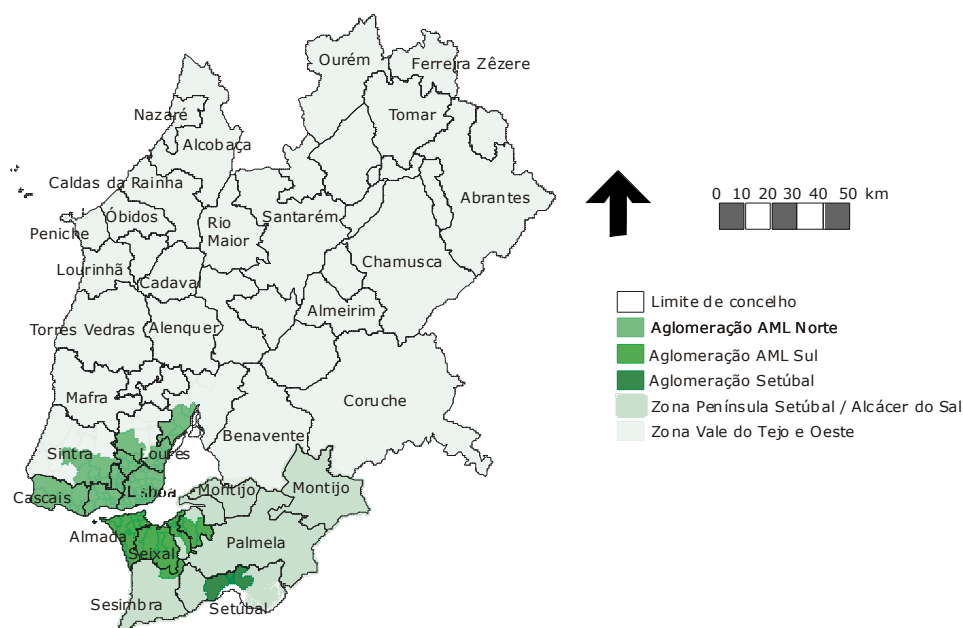 Ourém
Ferreira Zêzere
Nazaré
Tomar
Alcobaça
Caldas da Rainha
Abrantes
Óbidos
Santarém
Peniche
Rio
Maior
Lourinhã
Chamusca
Cadaval
Almeirim
Torres Vedras
Alenquer
Mafra
Coruche
Benavente
Sintra
Loures
Cascais
Lisboa
Montijo
Montijo
Almada
Seixal
Palmela
Sesimbra
Setúbal
0 10 20 30 40 50 km
Limite de concelho
Aglomeração AML Norte
Aglomeração AML Sul
Aglomeração Setúbal
Zona Península Setúbal / Alcácer do Sal
Zona Vale do Tejo e Oeste